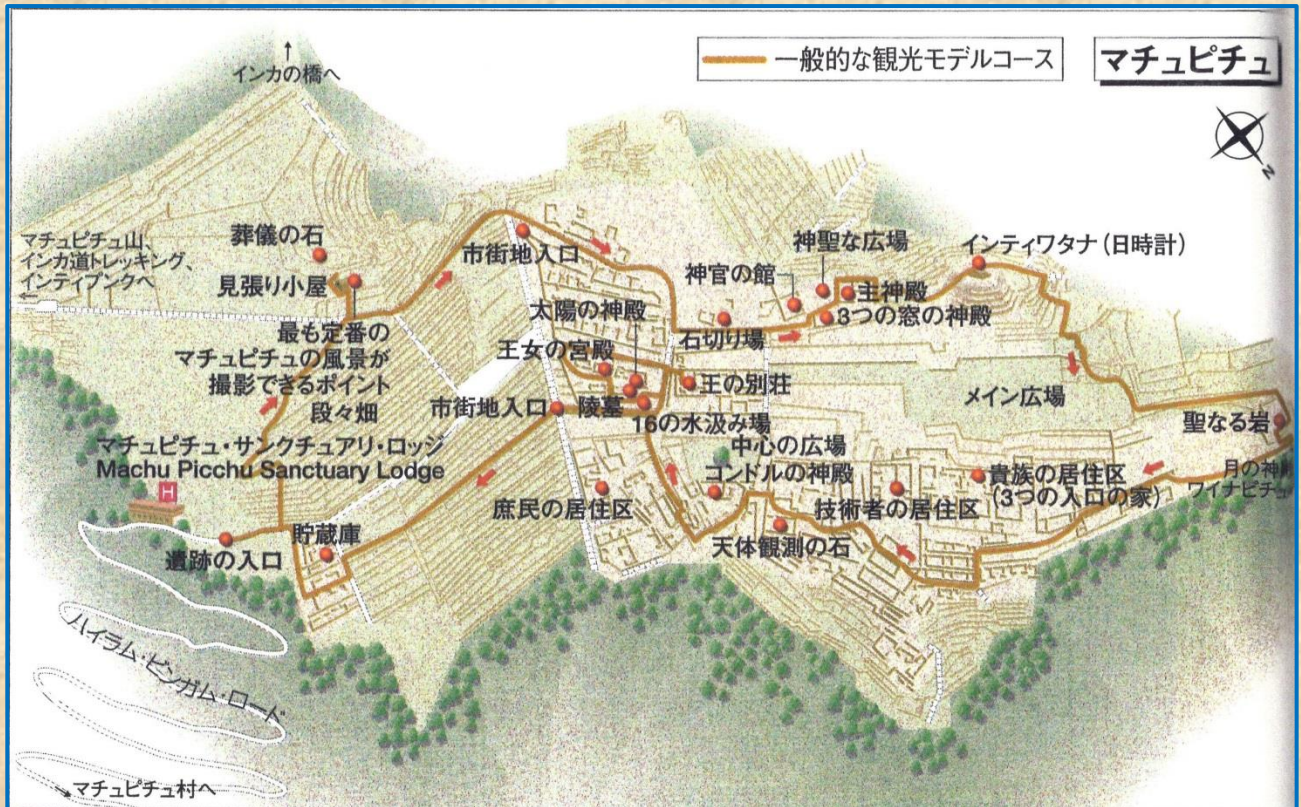 インカの橋へ
一般的な観光モデルコース
マチュピチュ
N
マチュピチュ山、
インカ道トレッキング、
インティプンクへ
葬儀の石
見張り小屋
最も定番の
マチュピチュの風景が
撮影できるポイント
段々畑
市街地入口
神聖な広場
神官の館
インティワタナ（日時計）
主神殿
3つの窓の神殿
石切り場
太陽の神殿
王女の宮殿
王の別荘
陵墓
市街地入口
16の水汲み場
メイン広場
中心の広場
聖なる岩
コンドルの神殿
貴族の居住区
（3つの入口の家）
月の神
ワイナピチュ
マチュピチュ・サンクチュアリ・ロッジ
Machu Picchu Sanctuary Lodge
H
庶民の居住区
技術者の居住区
天体観測の石
貯蔵庫
遺跡の入口
ハイラム・ビンガム・ロード
マチュピチュ村へ